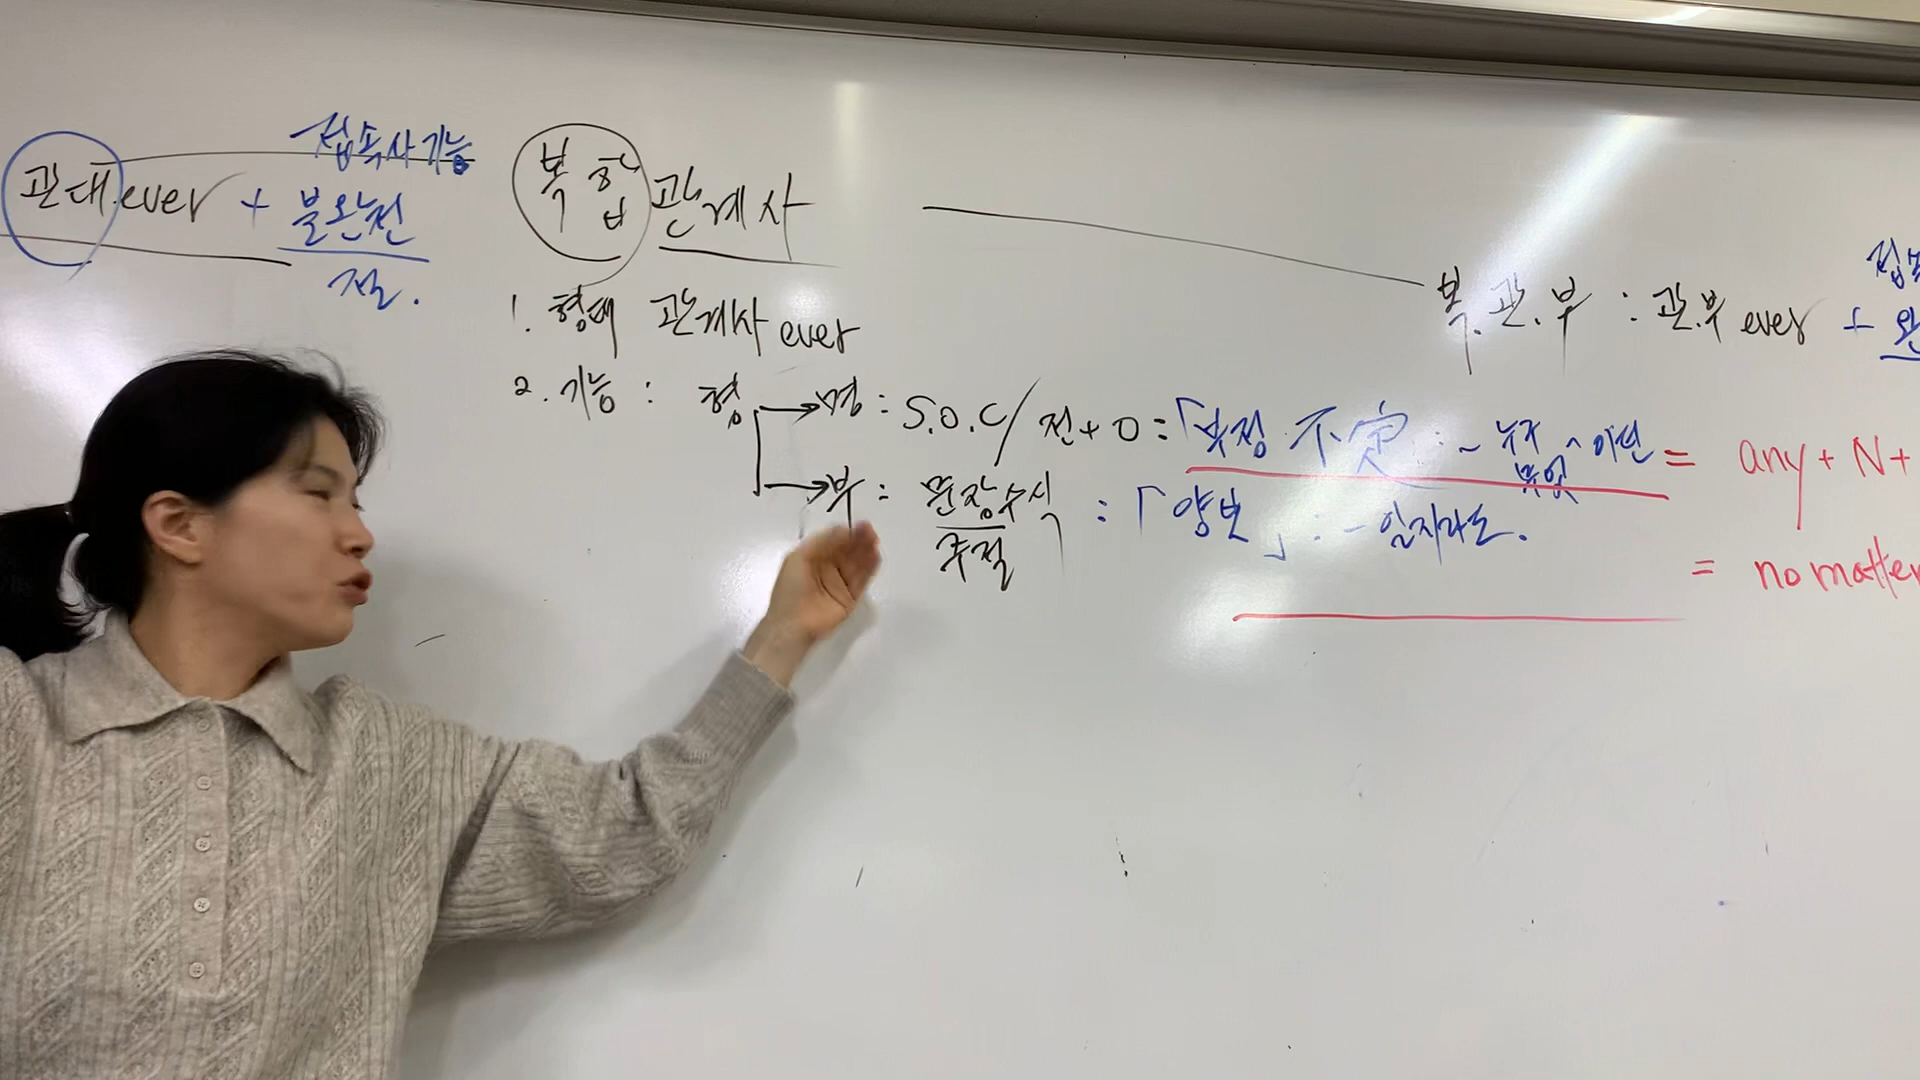 접속사 기능
관대.ever + 불완전
절.
복합관계사
1. 형태 관계사 ever
2. 기능 : 형 → 명 : S.O.C / 전+O = 「부정 不定 : ~ 누구 ~ 이던
무엇
= any + N +
→ 부 : 문장수식 : 「양보」 : ~일지라도.
주절
= no matter
복.관.부 : 관.부 ever + 완
접속